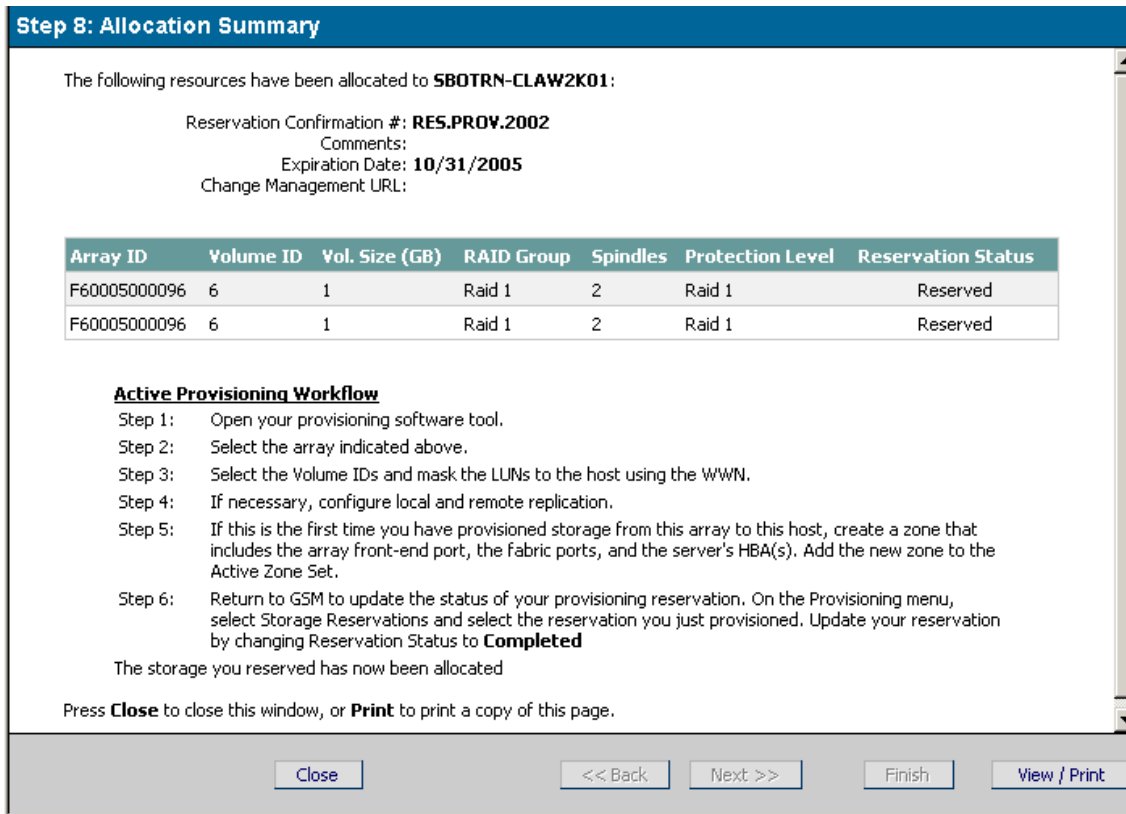 Step 8: Allocation Summary
The following resources have been allocated to SBOTRN-CLAW2K01:
Reservation Confirmation #: RES.PROV.2002
Comments:
Expiration Date: 10/31/2005
Change Management URL:
Array ID Volume ID Vol. Size (GB) RAID Group Spindles Protection Level Reservation Status
F60005000096 6 1 Raid 1 2 Raid 1 Reserved
F60005000096 6 1 Raid 1 2 Raid 1 Reserved
Active Provisioning Workflow
Step 1: Open your provisioning software tool.
Step 2: Select the array indicated above.
Step 3: Select the Volume IDs and mask the LUNs to the host using the WWN.
Step 4: If necessary, configure local and remote replication.
Step 5: If this is the first time you have provisioned storage from this array to this host, create a zone that
includes the array front-end port, the fabric ports, and the server's HBA(s). Add the new zone to the
Active Zone Set.
Step 6: Return to GSM to update the status of your provisioning reservation. On the Provisioning menu,
select Storage Reservations and select the reservation you just provisioned. Update your reservation
by changing Reservation Status to Completed
The storage you reserved has now been allocated
Press Close to close this window, or Print to print a copy of this page.
Close << Back Next >> Finish View / Print